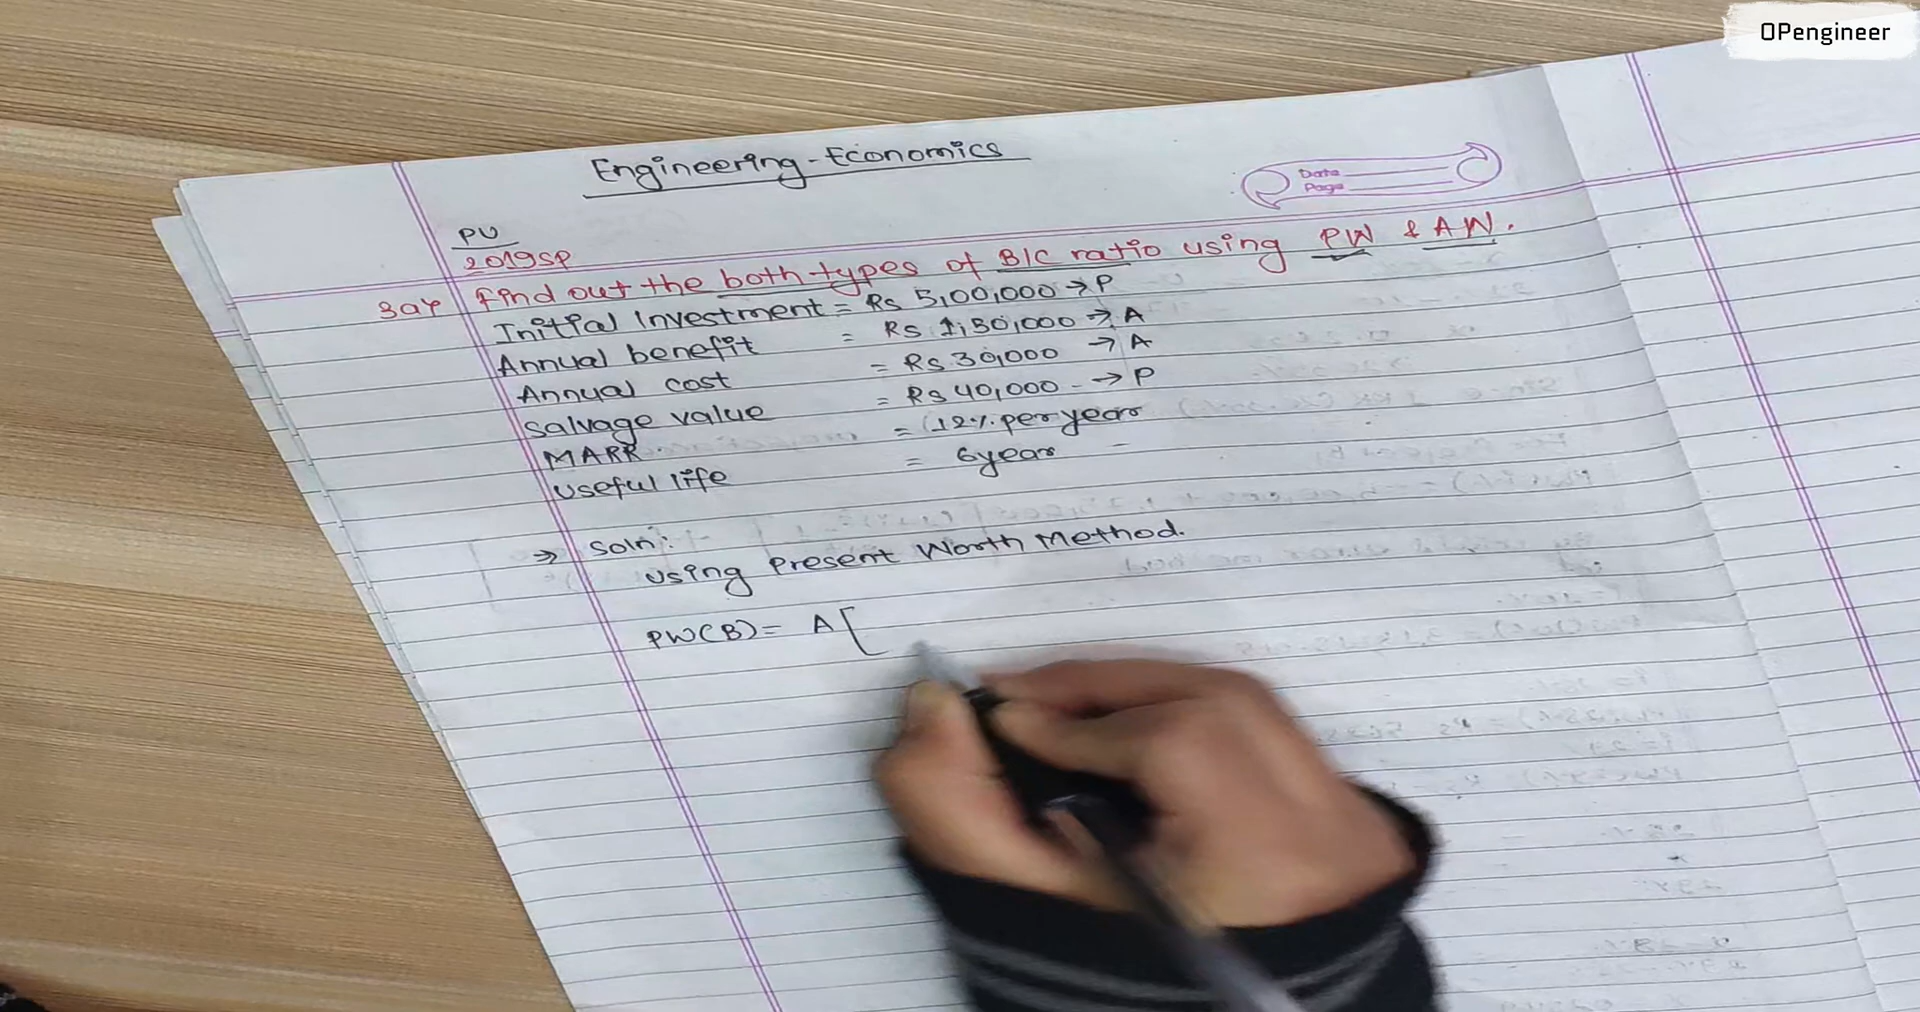 OPengineer
Engineering-Economics
Date
Page
PU
2019SP
3ar find out the both types of B/C ratio using PW & AW.
Initial Investment = Rs 5,00,000 → P
Annual benefit = Rs 1,50,000 → A
Annual cost = Rs.30,000 → A
Salvage value = Rs 40,000 → P
MARR = 12%.per year
Useful life = 6year
⇒ Soln:
Using Present Worth Method.
PW(B)= A[